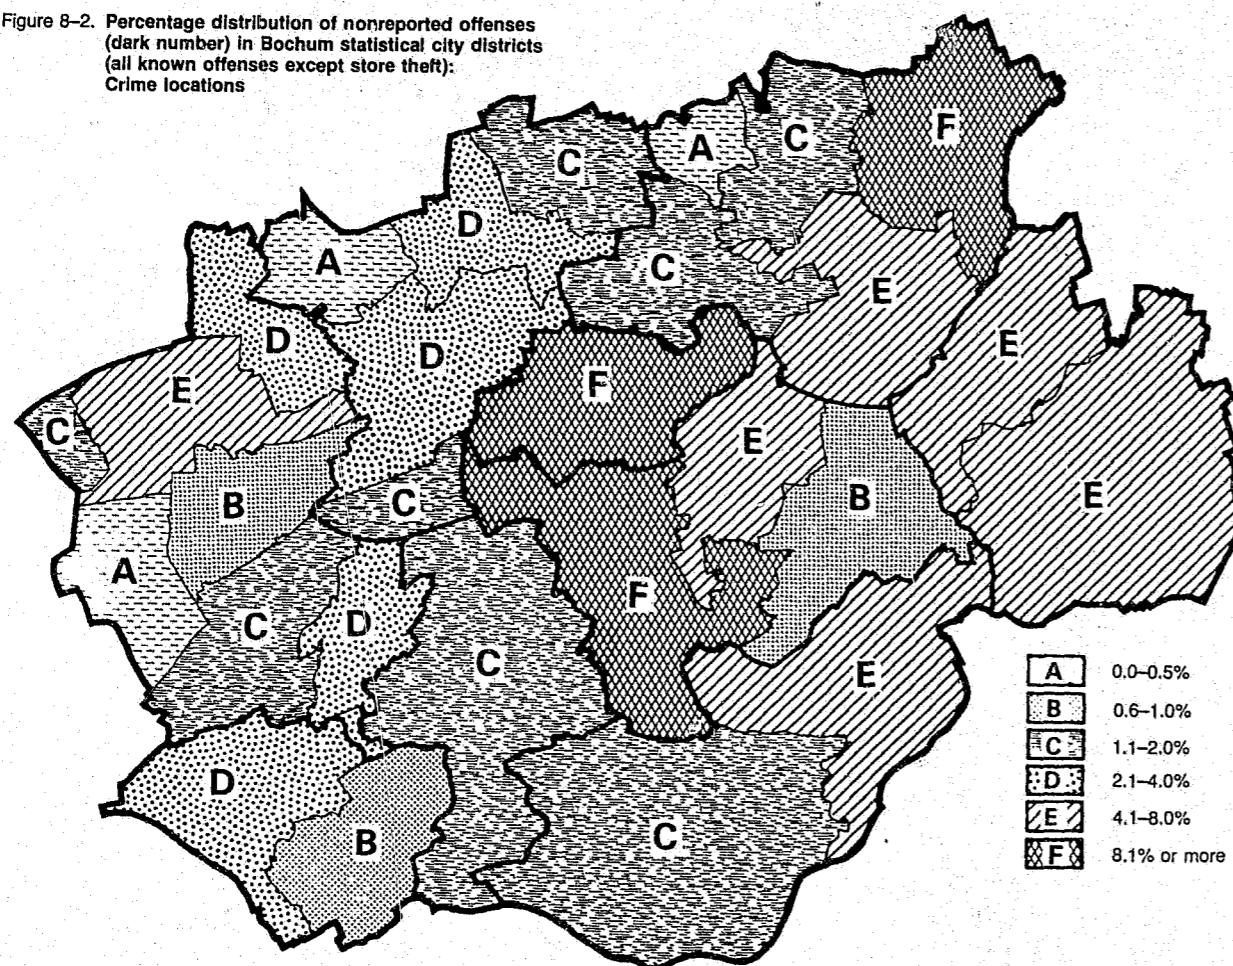 Figure 8–2. Percentage distribution of nonreported offenses
(dark number) in Bochum statistical city districts
(all known offenses except store theft):
Crime locations
F
C
A
C
D
A
C
E
D
D
E
F
E
C
E
B
C
B
E
A
F
D
C
C
E
D
B
C
A 0.0–0.5%
B 0.6–1.0%
C 1.1–2.0%
D 2.1–4.0%
E 4.1–8.0%
F 8.1% or more